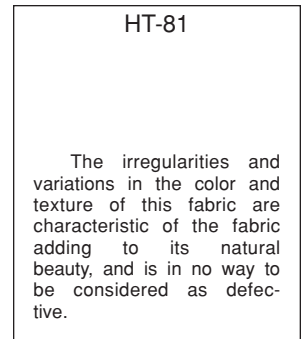 HT-81
The irregularities and
variations in the color and
texture of this fabric are
characteristic of the fabric
adding to its natural
beauty, and is in no way to
be considered as defec-
tive.